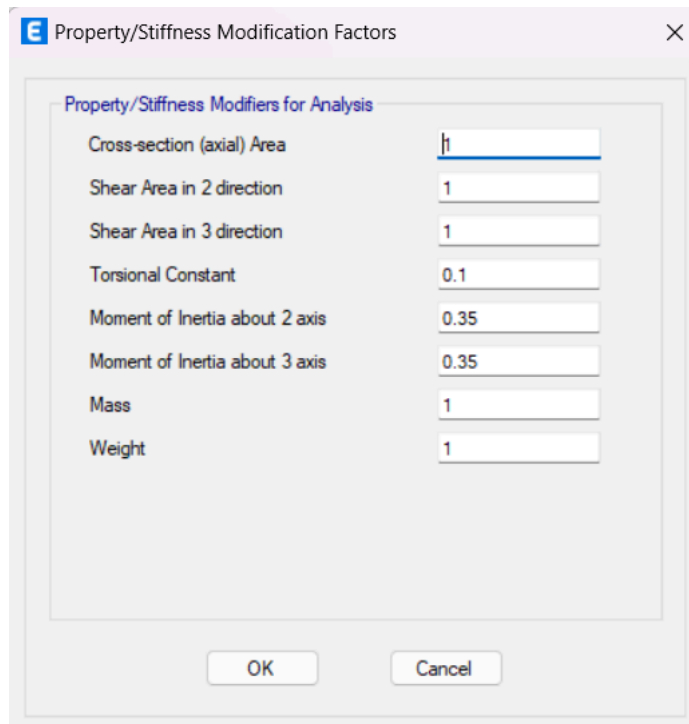 E Property/Stiffness Modification Factors
Property/Stiffness Modifiers for Analysis
Cross-section (axial) Area 1
Shear Area in 2 direction 1
Shear Area in 3 direction 1
Torsional Constant 0.1
Moment of Inertia about 2 axis 0.35
Moment of Inertia about 3 axis 0.35
Mass 1
Weight 1
OK Cancel